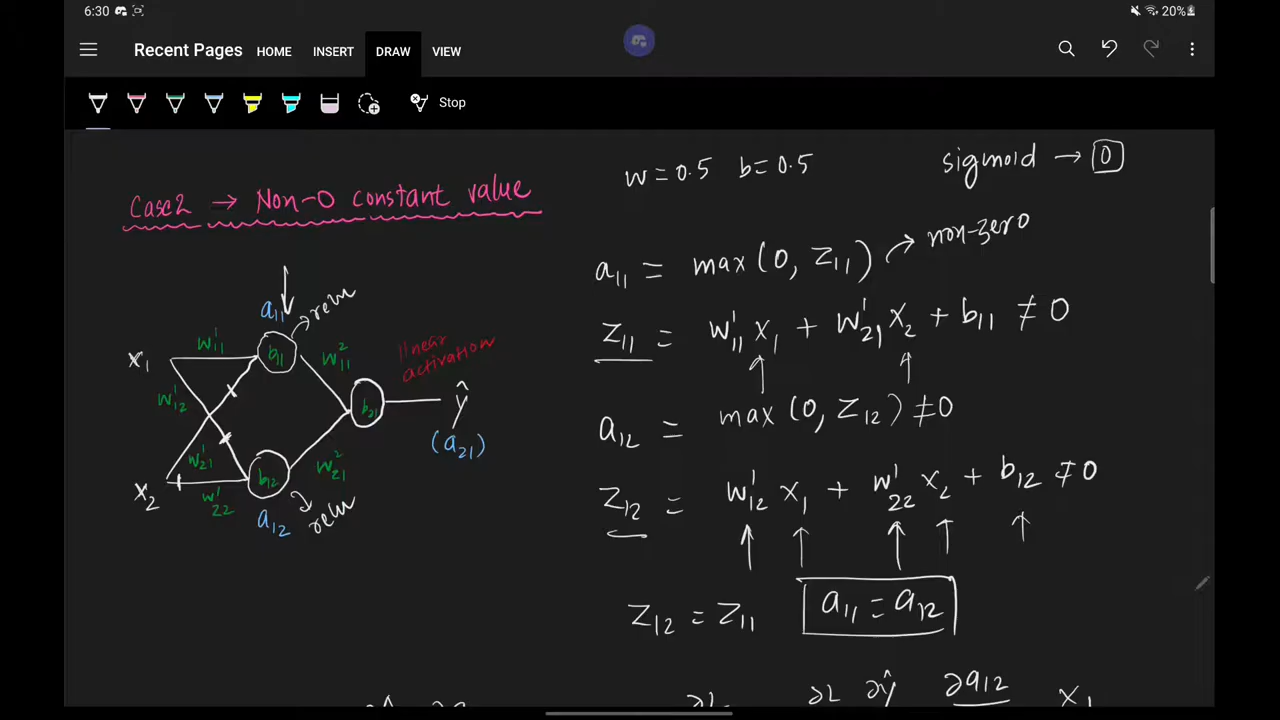 6:30 20%
Recent Pages HOME INSERT DRAW VIEW
Stop
Case2 → Non-0 constant value
w = 0.5 b = 0.5
sigmoid → 0
a11 = max(0, z11) → non-zero
z11 = w¹11 x1 + w¹21 x2 + b11 ≠ 0
a12 = max(0, z12) ≠ 0
z12 = w¹12 x1 + w¹22 x2 + b12 ≠ 0
z12 = z11 a11 = a12
a11 relu
x1 w¹11 b11 w²11 linear activation
w¹12 b21 ŷ
(a21)
w¹21 w²21
x2 w¹22 b12
a12 relu
∂L ∂L ∂ŷ ∂a12 x1